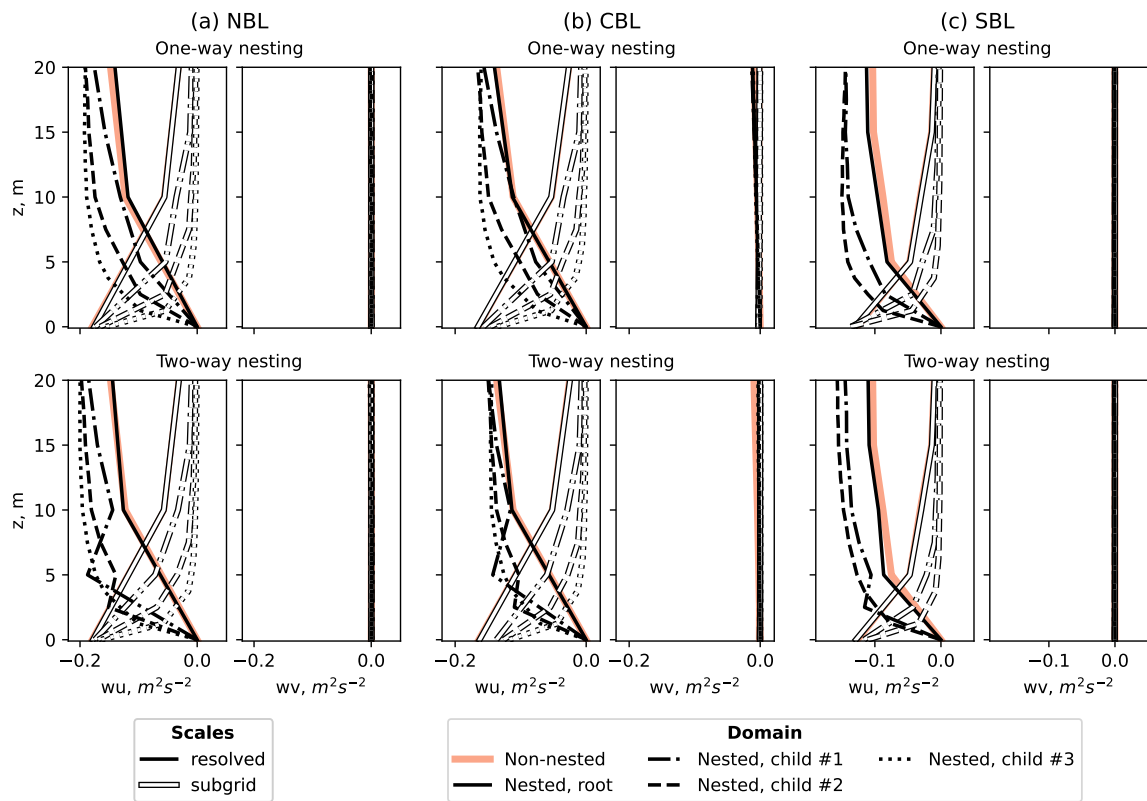 (a) NBL (b) CBL (c) SBL
One-way nesting One-way nesting One-way nesting
20
15
10
5
0
z, m
Two-way nesting Two-way nesting Two-way nesting
20
15
10
5
0
z, m
−0.2 0.0 −0.2 0.0 −0.2 0.0 −0.2 0.0 −0.1 0.0 −0.1 0.0
wu, m²s⁻² wv, m²s⁻² wu, m²s⁻² wv, m²s⁻² wu, m²s⁻² wv, m²s⁻²
Scales
resolved
subgrid
Domain
Non-nested Nested, child #1 Nested, child #3
Nested, root Nested, child #2